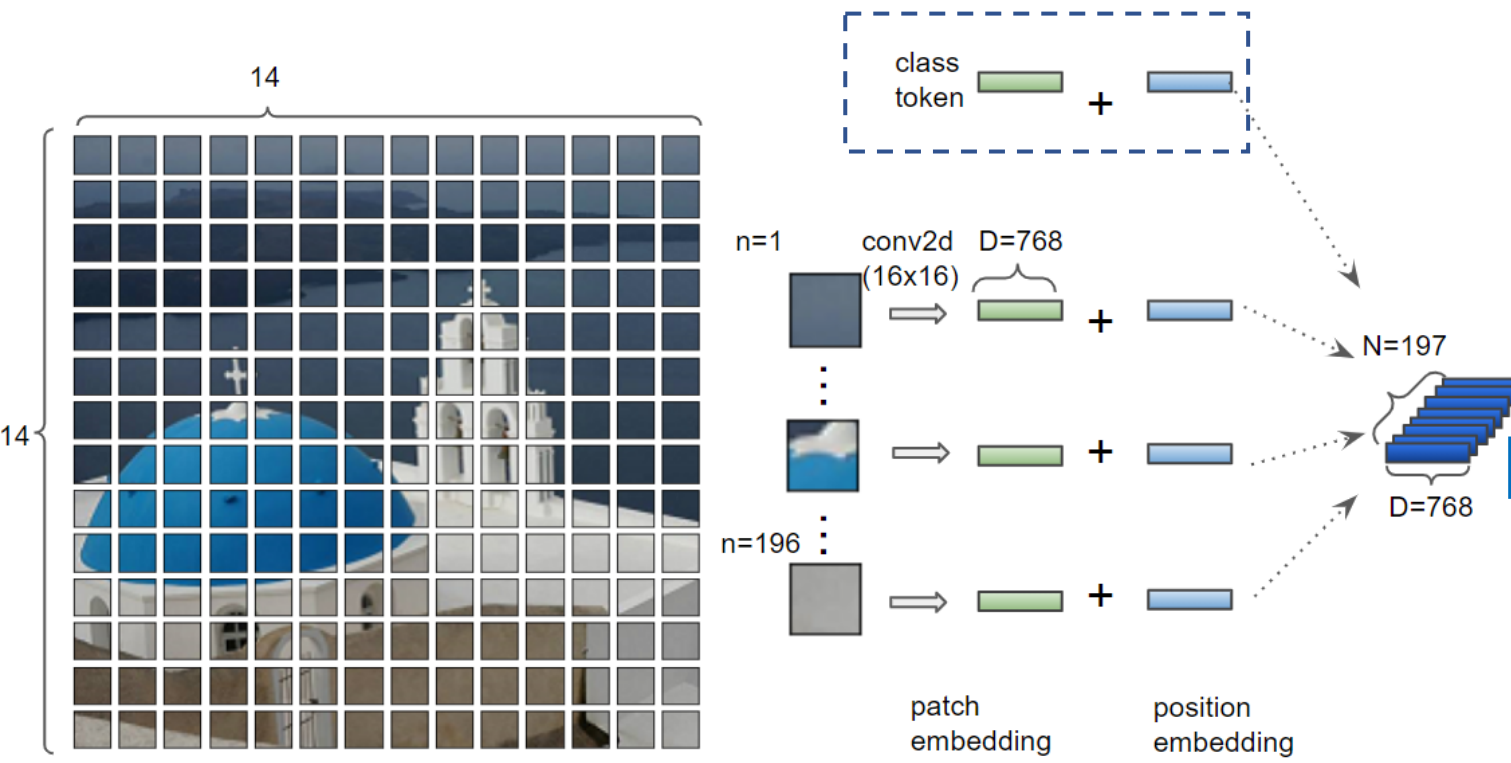 14
14
class
token
+
n=1
conv2d
(16x16)
D=768
+
N=197
+
D=768
n=196
+
patch
embedding
position
embedding